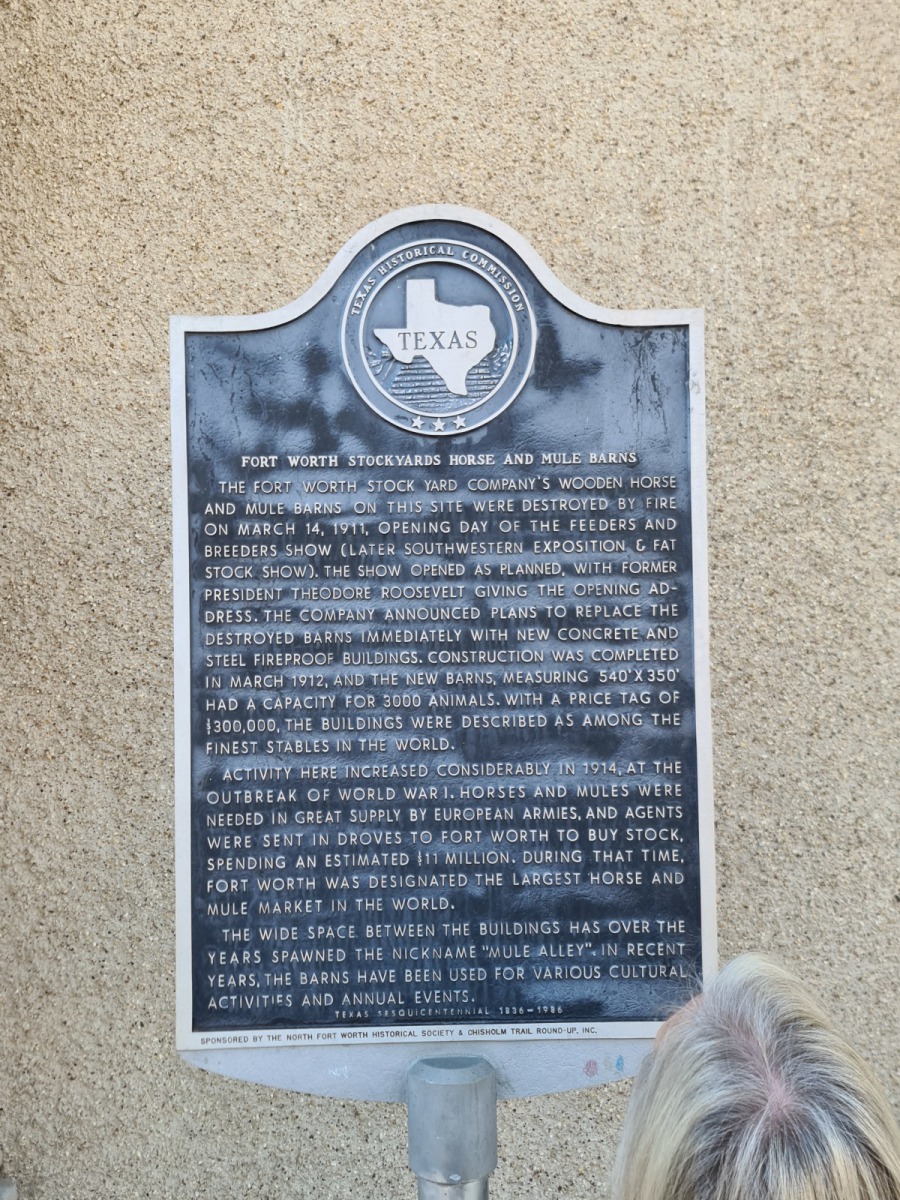 TEXAS HISTORICAL COMMISSION
TEXAS
FORT WORTH STOCKYARDS HORSE AND MULE BARNS
THE FORT WORTH STOCK YARD COMPANY'S WOODEN HORSE
AND MULE BARNS ON THIS SITE WERE DESTROYED BY FIRE
ON MARCH 14, 1911, OPENING DAY OF THE FEEDERS AND
BREEDERS SHOW (LATER SOUTHWESTERN EXPOSITION & FAT
STOCK SHOW). THE SHOW OPENED AS PLANNED, WITH FORMER
PRESIDENT THEODORE ROOSEVELT GIVING THE OPENING AD-
DRESS. THE COMPANY ANNOUNCED PLANS TO REPLACE THE
DESTROYED BARNS IMMEDIATELY WITH NEW CONCRETE AND
STEEL FIREPROOF BUILDINGS. CONSTRUCTION WAS COMPLETED
IN MARCH 1912, AND THE NEW BARNS, MEASURING 540' X 350'
HAD A CAPACITY FOR 3000 ANIMALS. WITH A PRICE TAG OF
$300,000, THE BUILDINGS WERE DESCRIBED AS AMONG THE
FINEST STABLES IN THE WORLD.
ACTIVITY HERE INCREASED CONSIDERABLY IN 1914, AT THE
OUTBREAK OF WORLD WAR I. HORSES AND MULES WERE
NEEDED IN GREAT SUPPLY BY EUROPEAN ARMIES, AND AGENTS
WERE SENT IN DROVES TO FORT WORTH TO BUY STOCK,
SPENDING AN ESTIMATED $11 MILLION. DURING THAT TIME,
FORT WORTH WAS DESIGNATED THE LARGEST HORSE AND
MULE MARKET IN THE WORLD.
THE WIDE SPACE BETWEEN THE BUILDINGS HAS OVER THE
YEARS SPAWNED THE NICKNAME "MULE ALLEY". IN RECENT
YEARS, THE BARNS HAVE BEEN USED FOR VARIOUS CULTURAL
ACTIVITIES AND ANNUAL EVENTS.
TEXAS SESQUICENTENNIAL 1836-1986
SPONSORED BY THE NORTH FORT WORTH HISTORICAL SOCIETY & CHISHOLM TRAIL ROUND-UP, INC.